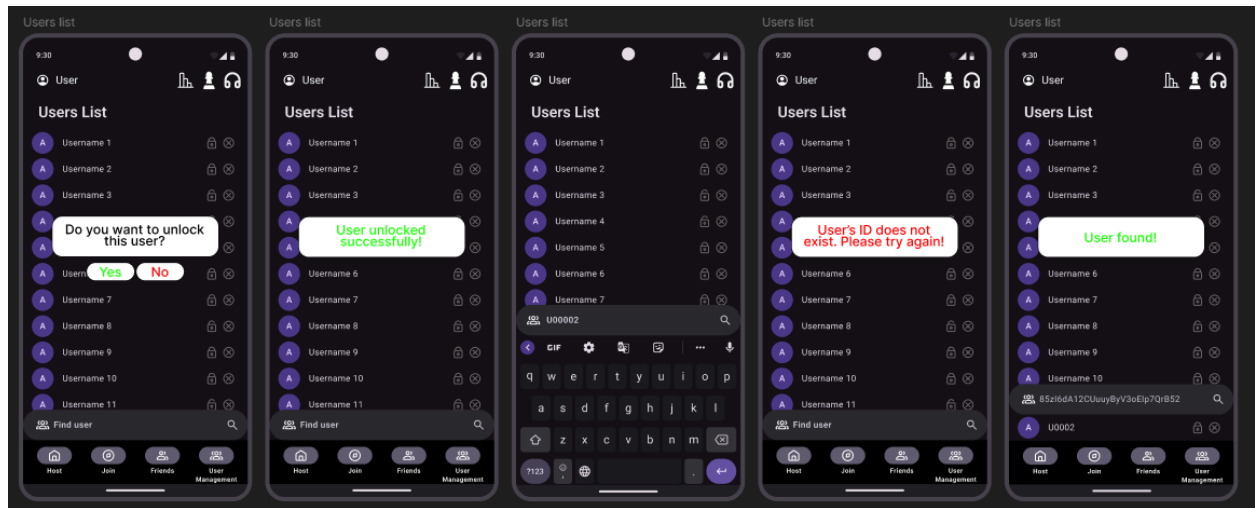 Users list
9:30
User
Users List
A Username 1
A Username 2
A Username 3
A
Do you want to unlock
this user?
A
A Usern
Yes No
A Username 7
A Username 8
A Username 9
A Username 10
A Username 11
Find user
Host Join Friends User
Management
Users list
9:30
User
Users List
A Username 1
A Username 2
A Username 3
A
User unlocked
successfully!
A
A Username 6
A Username 7
A Username 8
A Username 9
A Username 10
A Username 11
Find user
Host Join Friends User
Management
Users list
9:30
User
Users List
A Username 1
A Username 2
A Username 3
A Username 4
A Username 5
A Username 6
A Username 7
U00002
GIF
q w e r t y u i o p
a s d f g h j k l
z x c v b n m
?123 , .
Users list
9:30
User
Users List
A Username 1
A Username 2
A Username 3
A
User's ID does not
exist. Please try again!
A
A Username 6
A Username 7
A Username 8
A Username 9
A Username 10
A Username 11
Find user
Host Join Friends User
Management
Users list
9:30
User
Users List
A Username 1
A Username 2
A Username 3
A
User found!
A
A Username 6
A Username 7
A Username 8
A Username 9
A Username 10
85zI6dA12CUuuyByV3oElp7QrB52
A U0002
Host Join Friends User
Management